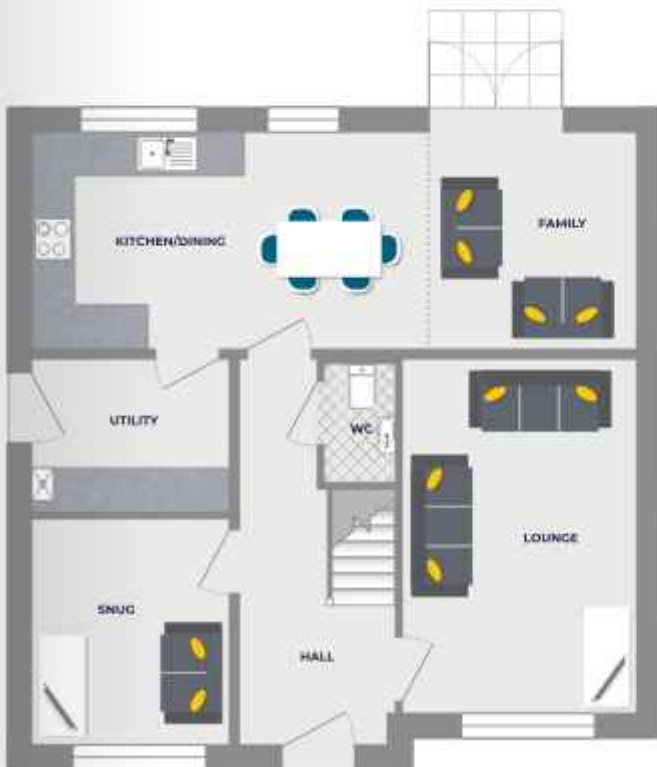 KITCHEN/DINING
FAMILY
UTILITY
WC
LOUNGE
SNUG
HALL